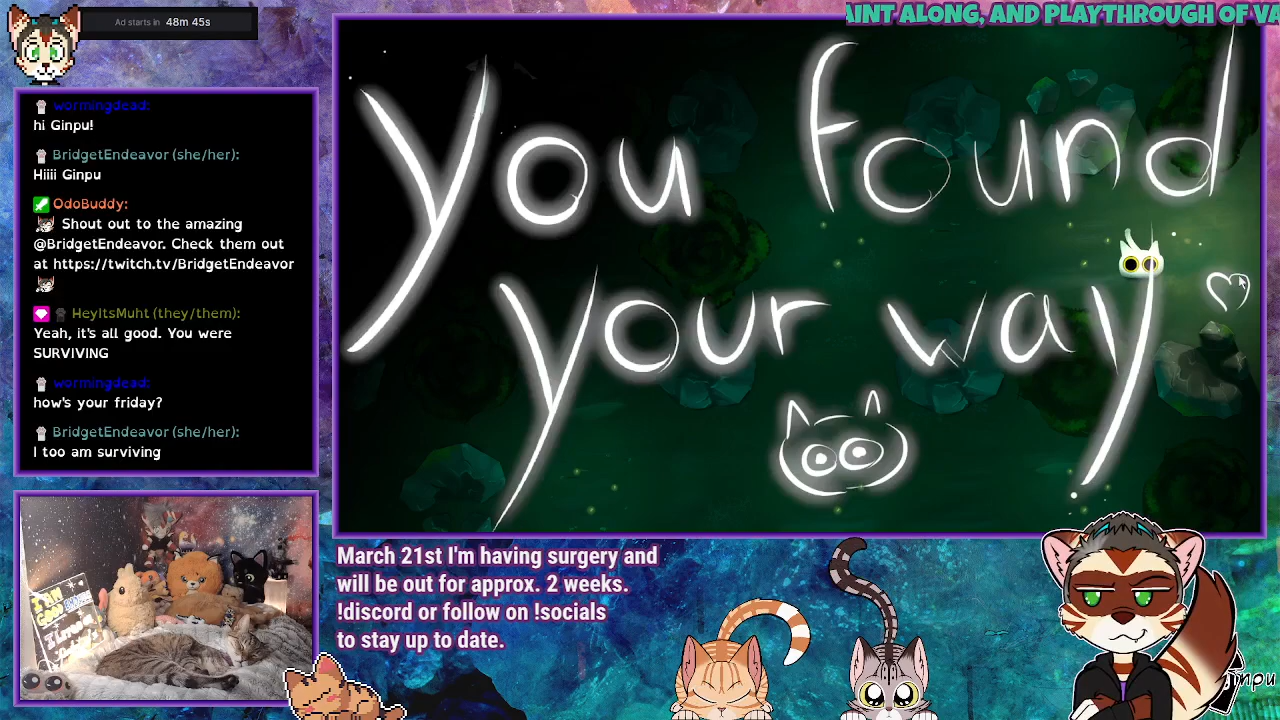 Ad starts in 48m 45s
AINT ALONG, AND PLAYTHROUGH OF VA
wormingdead:
hi Ginpu!
BridgetEndeavor (she/her):
Hiiii Ginpu
OdoBuddy:
Shout out to the amazing
@BridgetEndeavor. Check them out
at https://twitch.tv/BridgetEndeavor
HeyItsMuht (they/them):
Yeah, it's all good. You were
SURVIVING
wormingdead:
how's your friday?
BridgetEndeavor (she/her):
I too am surviving
you found
your way
I AM
March 21st I'm having surgery and
will be out for approx. 2 weeks.
!discord or follow on !socials
to stay up to date.